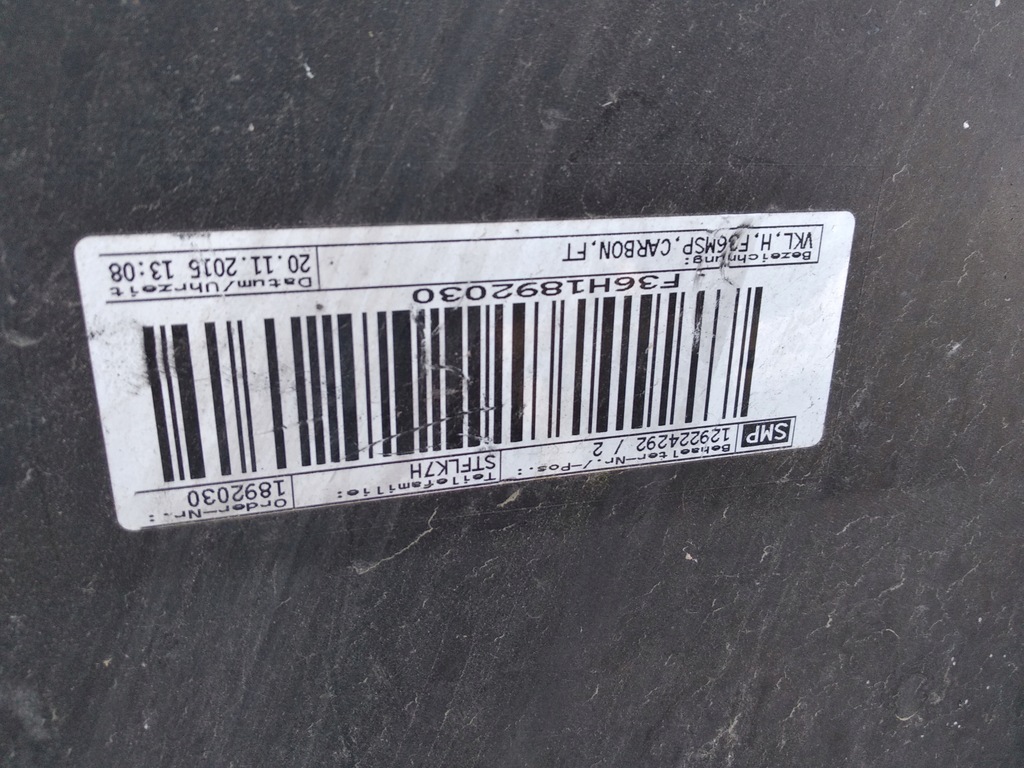 SMP
Behaelter-Nr./-Pos.:
129224292 / 2
Teilefamilie:
STFLK7H
Order-Nr.:
1892030
F36H1892030
Bezeichnung:
VKL,H,F36MSP,CARBON,FT
Datum/Uhrzeit
20.11.2015 13:08